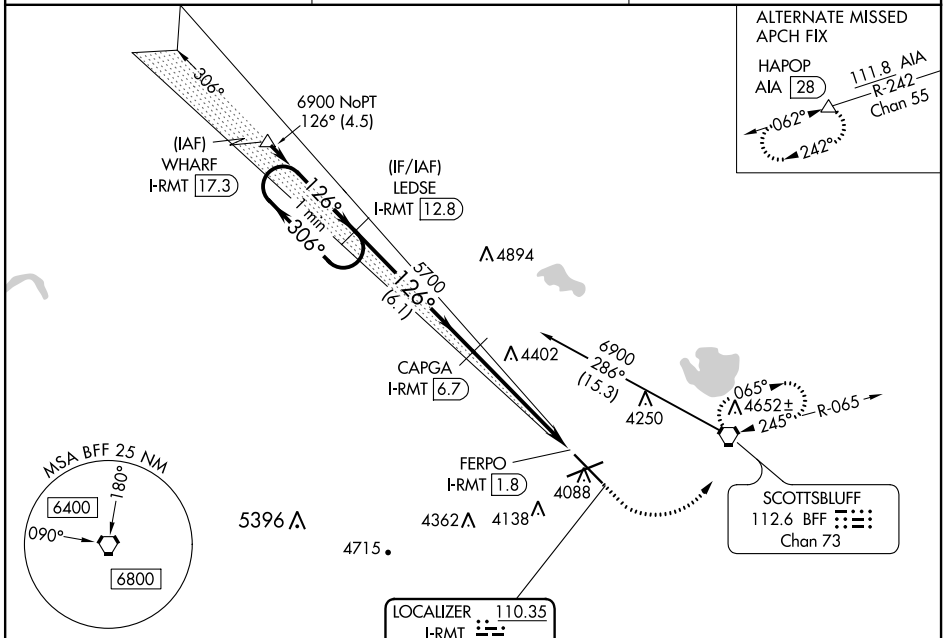 ALTERNATE MISSED
APCH FIX
HAPOP
AIA 28
111.8 AIA
R-242
Chan 55
062°
242°
306°
6900 NoPT
126° (4.5)
(IAF)
WHARF
I-RMT 17.3
(IF/IAF)
LEDSE
I-RMT 12.8
126°
1 min
306°
4894
5700
126°
(6.1)
CAPGA
I-RMT 6.7
4402
6900
286°
(15.3)
4250
065°
4652±
245°
R-065
FERPO
I-RMT 1.8
4088
SCOTTSBLUFF
112.6 BFF
Chan 73
MSA BFF 25 NM
180°
6400
090°
6800
5396
4362
4138
4715
LOCALIZER 110.35
I-RMT